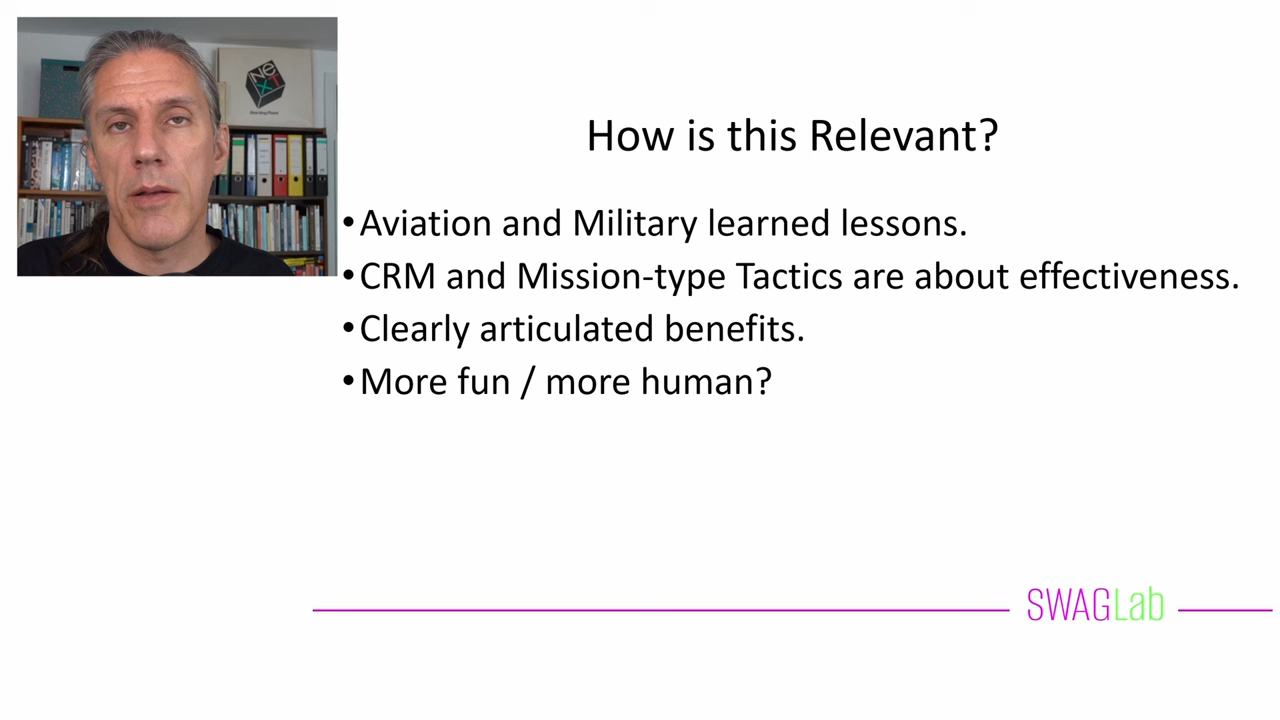 NeXT
How is this Relevant?
•Aviation and Military learned lessons.
•CRM and Mission-type Tactics are about effectiveness.
•Clearly articulated benefits.
•More fun / more human?
SWAGLab